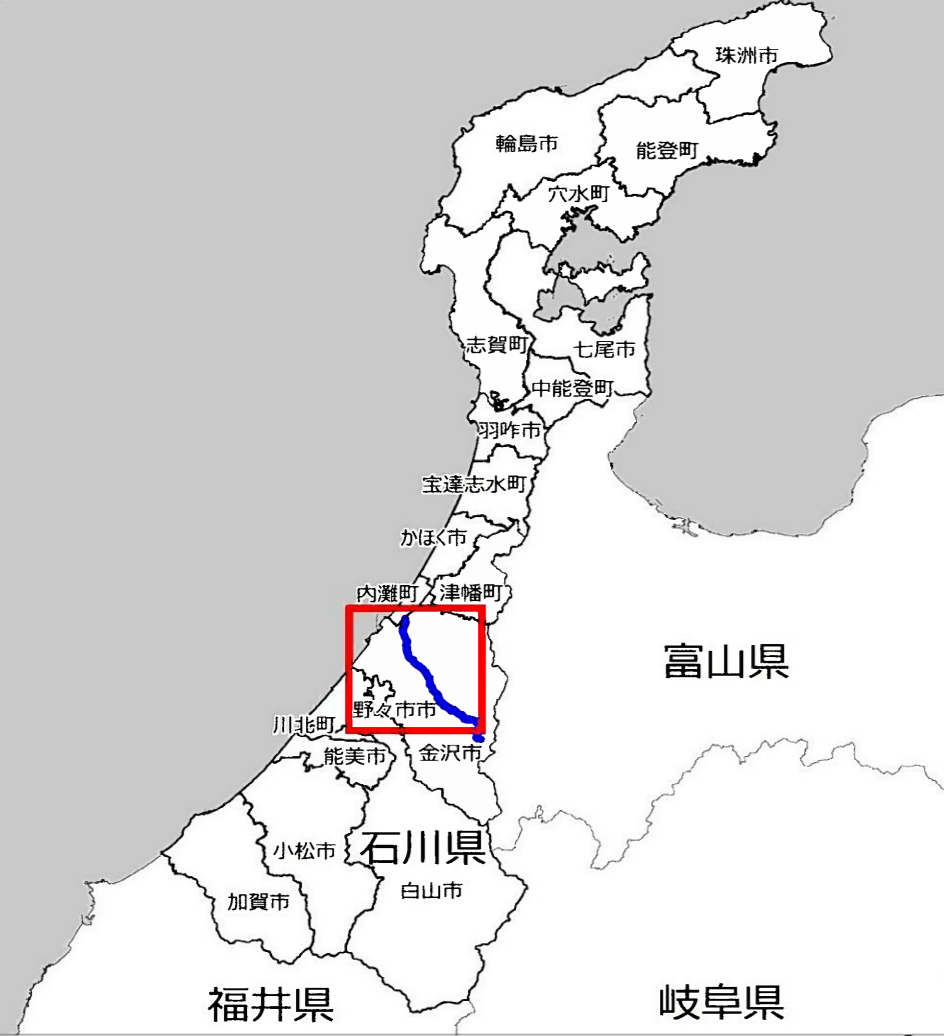 珠洲市
輪島市
能登町
穴水町
志賀町
七尾市
中能登町
羽咋市
宝達志水町
かほく市
内灘町
津幡町
富山県
野々市市
川北町
能美市
金沢市
小松市
石川県
白山市
加賀市
福井県
岐阜県